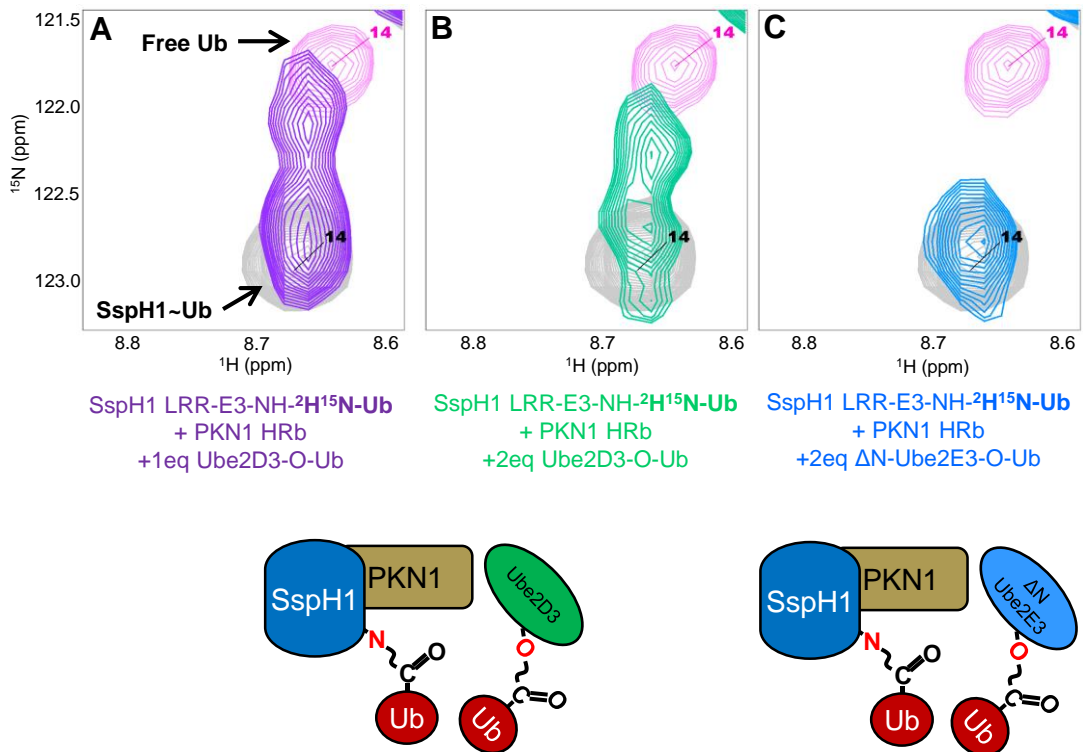 A
B
C
Free Ub
14
14
14
121.5
122.0
122.5
123.0
¹⁵N (ppm)
14
14
SspH1~Ub
8.8
8.7
8.6
8.8
8.7
8.6
8.8
8.7
8.6
¹H (ppm)
¹H (ppm)
¹H (ppm)
SspH1 LRR-E3-NH-²H¹⁵N-Ub
+ PKN1 HRb
+1eq Ube2D3-O-Ub
SspH1 LRR-E3-NH-²H¹⁵N-Ub
+ PKN1 HRb
+2eq Ube2D3-O-Ub
SspH1 LRR-E3-NH-²H¹⁵N-Ub
+ PKN1 HRb
+2eq ΔN-Ube2E3-O-Ub
SspH1
PKN1
Ube2D3
N
O
C
O
C
O
Ub
Ub
SspH1
PKN1
ΔN
Ube2E3
N
O
C
O
C
O
Ub
Ub